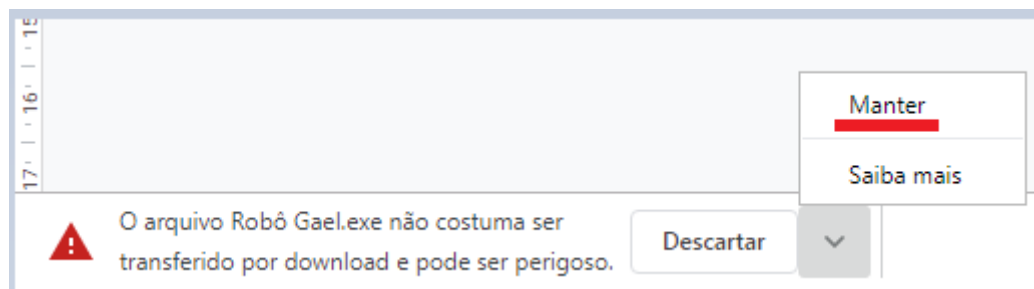 15
16
17
Manter
Saiba mais
O arquivo Robô Gael.exe não costuma ser
transferido por download e pode ser perigoso.
Descartar